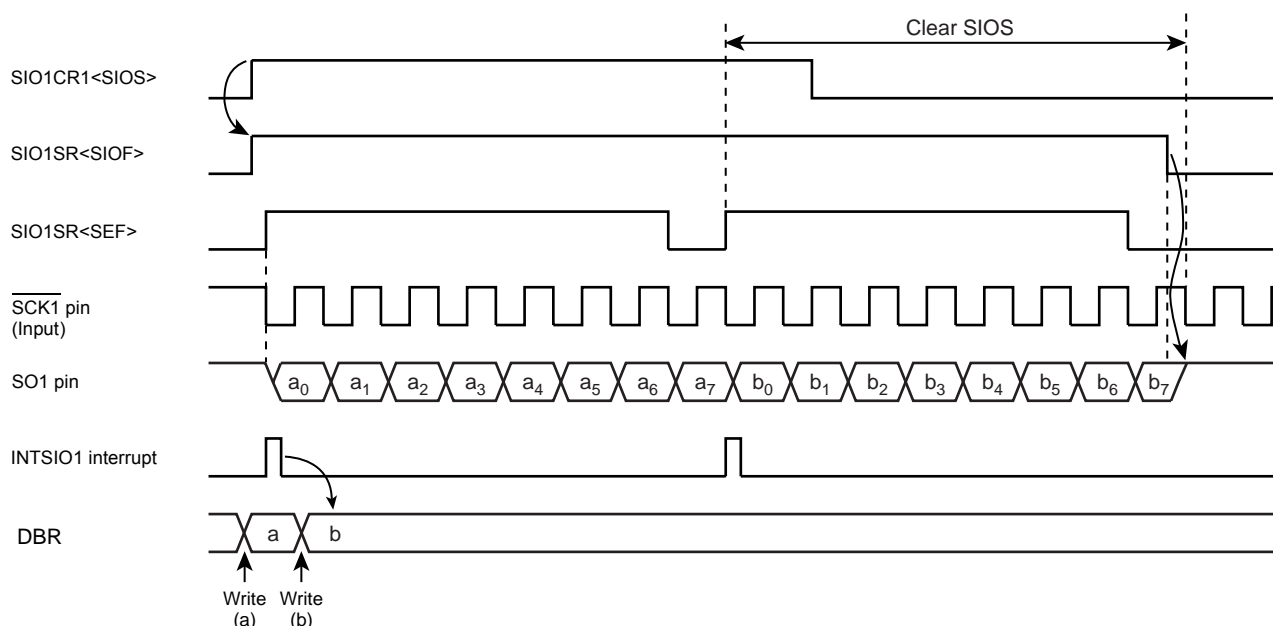 Clear SIOS
SIO1CR1<SIOS>
SIO1SR<SIOF>
SIO1SR<SEF>
SCK1 pin
(Input)
SO1 pin
a0 a1 a2 a3 a4 a5 a6 a7 b0 b1 b2 b3 b4 b5 b6 b7
INTSIO1 interrupt
DBR
a b
Write Write
(a) (b)